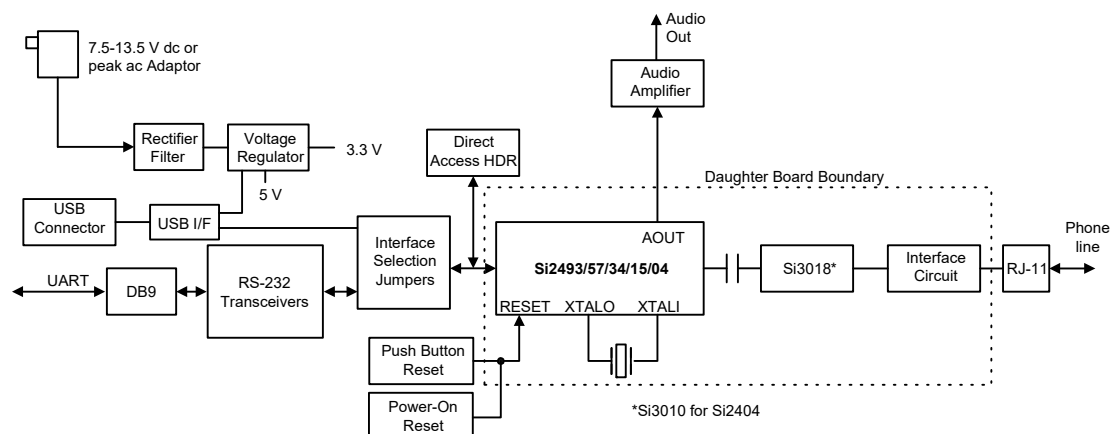 Audio
Out
7.5-13.5 V dc or
peak ac Adaptor
Audio
Amplifier
Rectifier
Filter
Voltage
Regulator
3.3 V
5 V
Direct
Access HDR
Daughter Board Boundary
USB
Connector
USB I/F
Interface
Selection
Jumpers
AOUT
Si2493/57/34/15/04
RESET
XTALO
XTALI
Si3018*
Interface
Circuit
RJ-11
Phone
line
UART
DB9
RS-232
Transceivers
Push Button
Reset
Power-On
Reset
*Si3010 for Si2404